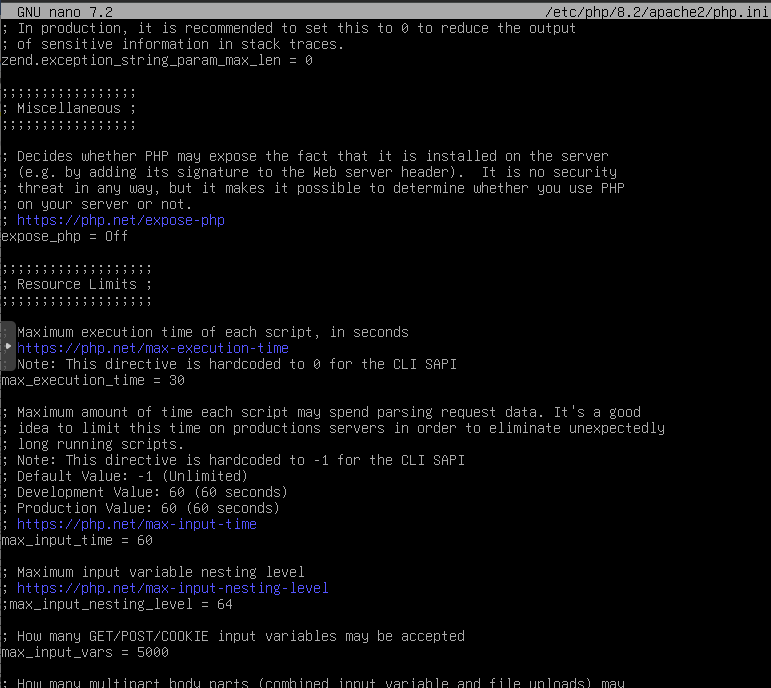 GNU nano 7.2 /etc/php/8.2/apache2/php.ini
; In production, it is recommended to set this to 0 to reduce the output
; of sensitive information in stack traces.
zend.exception_string_param_max_len = 0
;;;;;;;;;;;;;;;;;
; Miscellaneous ;
;;;;;;;;;;;;;;;;;
; Decides whether PHP may expose the fact that it is installed on the server
; (e.g. by adding its signature to the Web server header).  It is no security
; threat in any way, but it makes it possible to determine whether you use PHP
; on your server or not.
; https://php.net/expose-php
expose_php = Off
;;;;;;;;;;;;;;;;;;;
; Resource Limits ;
;;;;;;;;;;;;;;;;;;;
; Maximum execution time of each script, in seconds
https://php.net/max-execution-time
; Note: This directive is hardcoded to 0 for the CLI SAPI
max_execution_time = 30
; Maximum amount of time each script may spend parsing request data. It's a good
; idea to limit this time on productions servers in order to eliminate unexpectedly
; long running scripts.
; Note: This directive is hardcoded to -1 for the CLI SAPI
; Default Value: -1 (Unlimited)
; Development Value: 60 (60 seconds)
; Production Value: 60 (60 seconds)
; https://php.net/max-input-time
max_input_time = 60
; Maximum input variable nesting level
; https://php.net/max-input-nesting-level
;max_input_nesting_level = 64
; How many GET/POST/COOKIE input variables may be accepted
max_input_vars = 5000
; How many multipart body parts (combined input variable and file uploads) may